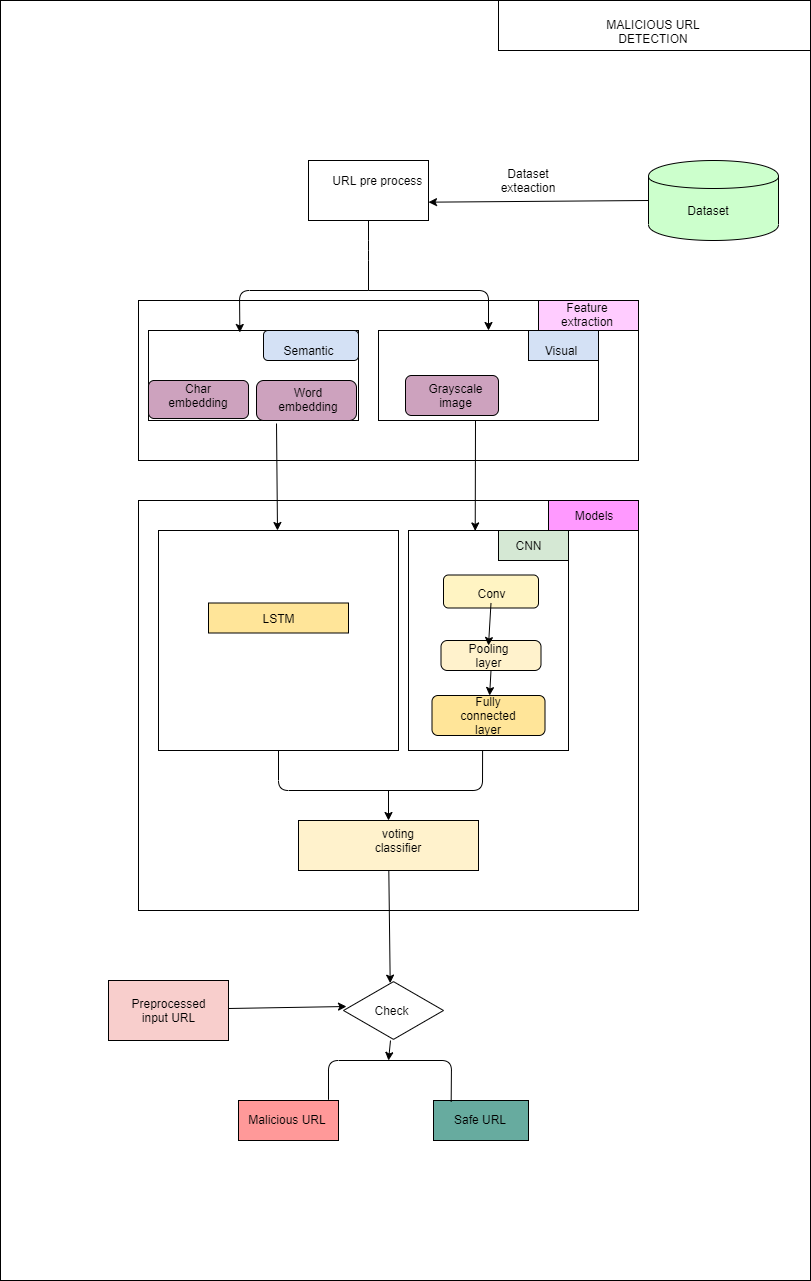 MALICIOUS URL
DETECTION
URL pre process
Dataset
exteaction
Dataset
Feature
extraction
Semantic
Visual
Char
embedding
Word
embedding
Grayscale
image
Models
CNN
Conv
LSTM
Pooling
layer
Fully
connected
layer
voting
classifier
Preprocessed
input URL
Check
Malicious URL
Safe URL